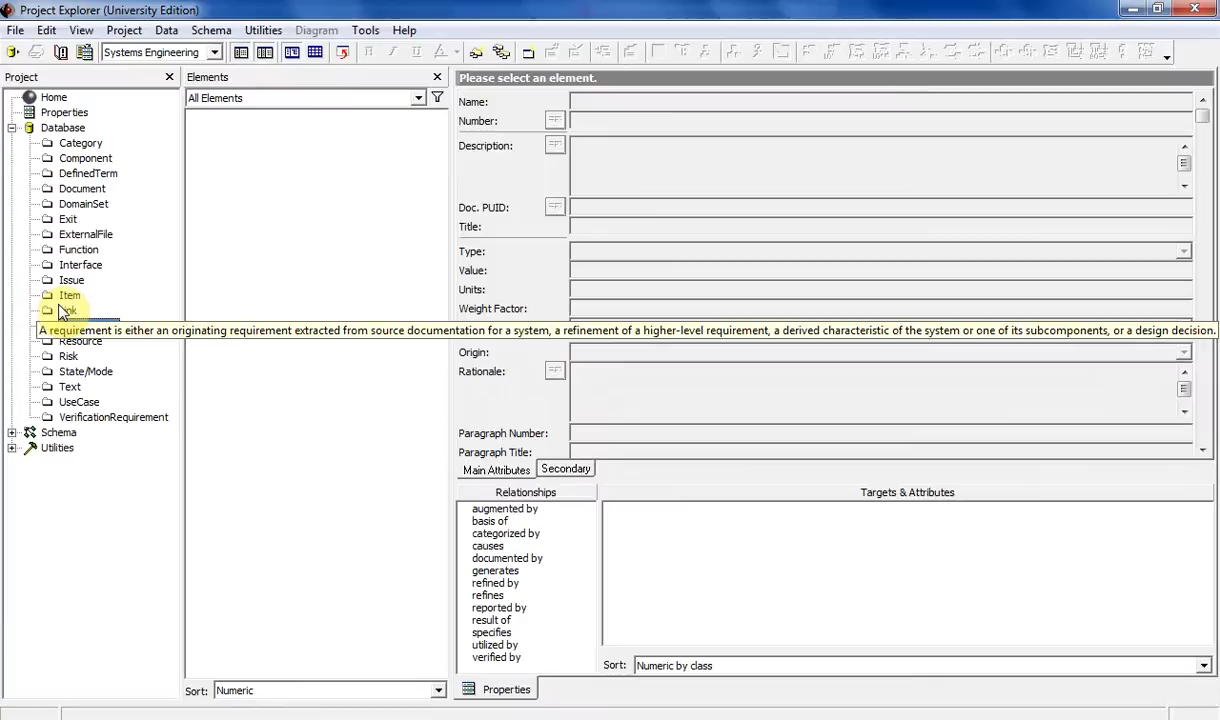 Project Explorer (University Edition)
File Edit View Project Data Schema Utilities Diagram Tools Help
Systems Engineering
Project
Home
Properties
Database
Category
Component
DefinedTerm
Document
DomainSet
Exit
ExternalFile
Function
Interface
Issue
Item
A requirement is either an originating requirement extracted from source documentation for a system, a refinement of a higher-level requirement, a derived characteristic of the system or one of its subcomponents, or a design decision.
Resource
Risk
State/Mode
Text
UseCase
VerificationRequirement
Schema
Utilities
Elements
All Elements
Sort: Numeric
Please select an element.
Name:
Number:
Description:
Doc. PUID:
Title:
Type:
Value:
Units:
Weight Factor:
Origin:
Rationale:
Paragraph Number:
Paragraph Title:
Main Attributes Secondary
Relationships
augmented by
basis of
categorized by
causes
documented by
generates
refined by
refines
reported by
result of
specifies
utilized by
verified by
Targets & Attributes
Sort: Numeric by class
Properties